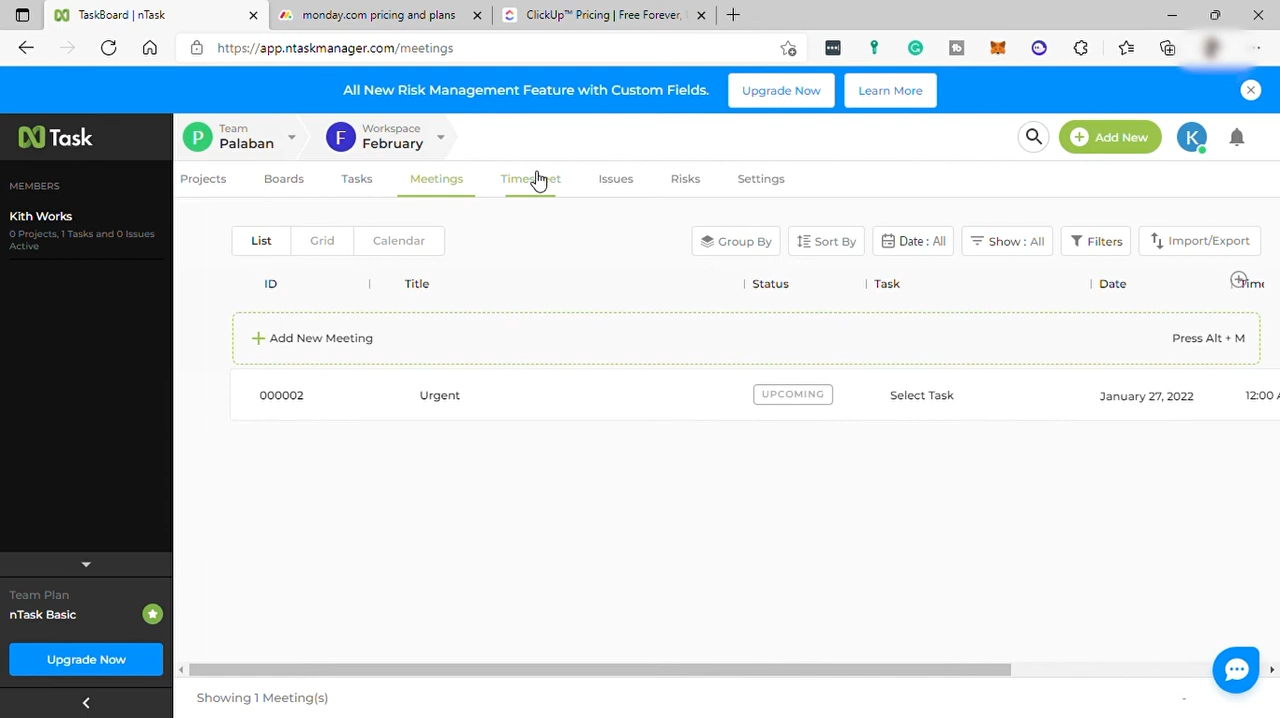 TaskBoard | nTask
monday.com pricing and plans
ClickUp™ Pricing | Free Forever,
https://app.ntaskmanager.com/meetings
All New Risk Management Feature with Custom Fields.
Upgrade Now
Learn More
Task
P
Team
Palaban
F
Workspace
February
Add New
K
MEMBERS
Projects
Boards
Tasks
Meetings
Timesheet
Issues
Risks
Settings
Kith Works
0 Projects, 1 Tasks and 0 Issues
Active
List
Grid
Calendar
Group By
Sort By
Date : All
Show : All
Filters
Import/Export
ID
Title
Status
Task
Date
Time
Add New Meeting
Press Alt + M
000002
Urgent
UPCOMING
Select Task
January 27, 2022
12:00 A
Team Plan
nTask Basic
Upgrade Now
Showing 1 Meeting(s)